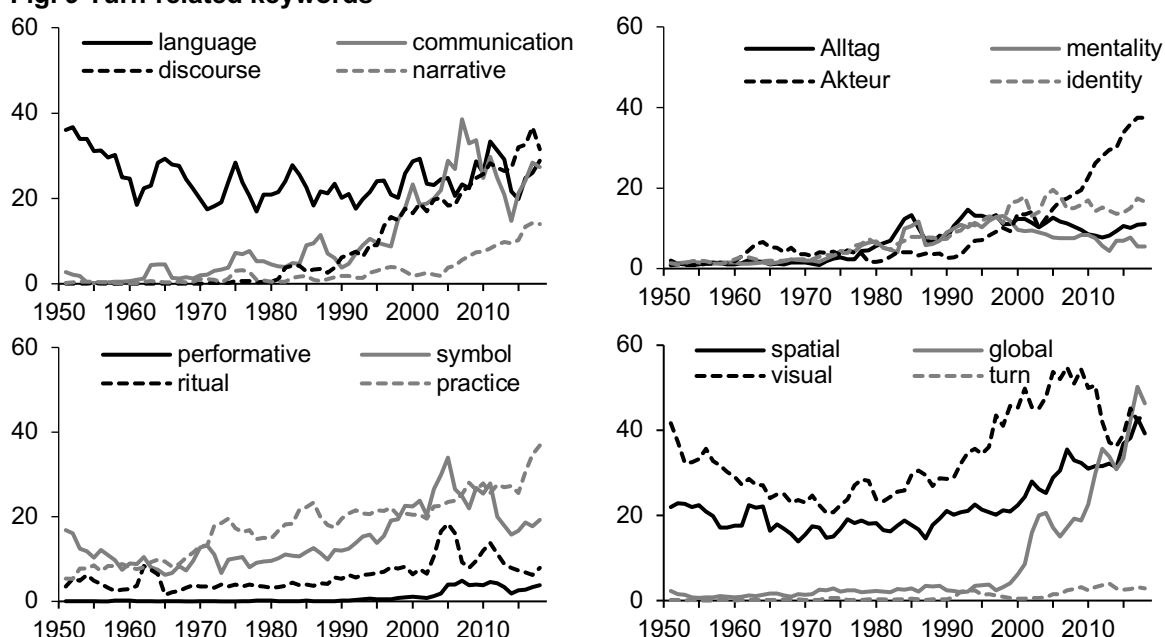 Fig. Turn-related keywords
60
40
20
0
language
communication
discourse
narrative
1950 1960 1970 1980 1990 2000 2010
60
40
20
0
Alltag
mentality
Akteur
identity
1950 1960 1970 1980 1990 2000 2010
60
40
20
0
performative
symbol
ritual
practice
1950 1960 1970 1980 1990 2000 2010
60
40
20
0
spatial
global
visual
turn
1950 1960 1970 1980 1990 2000 2010